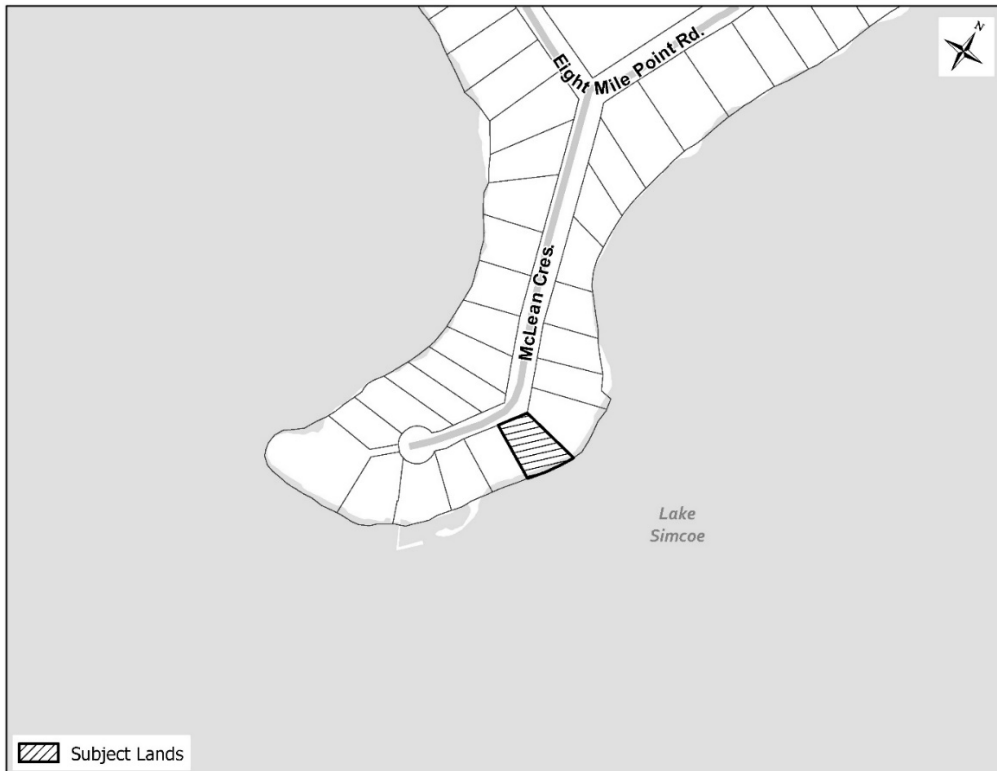 N
Eight Mile Point Rd.
McLean Cres.
Lake
Simcoe
Subject Lands